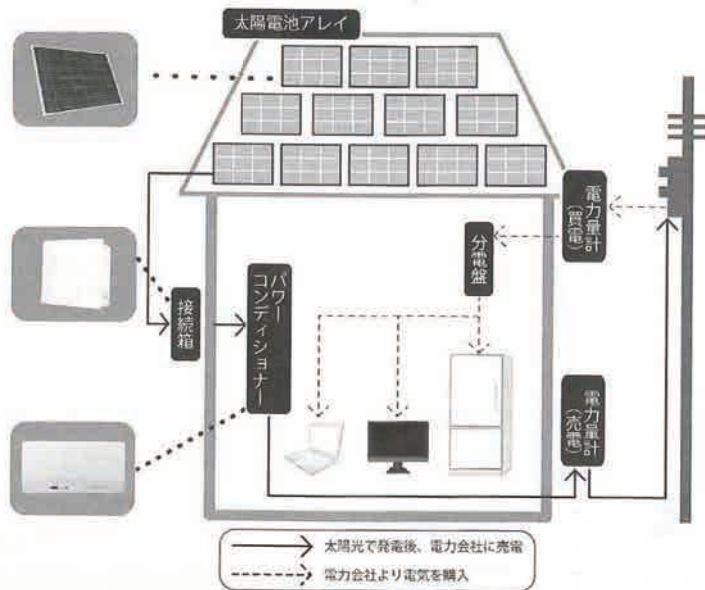 太陽電池アレイ
電力量計
(買電)
分電盤
パワー
コンディショナー
接続箱
電力量計
(売電)
太陽光で発電後、電力会社に売電
電力会社より電気を購入